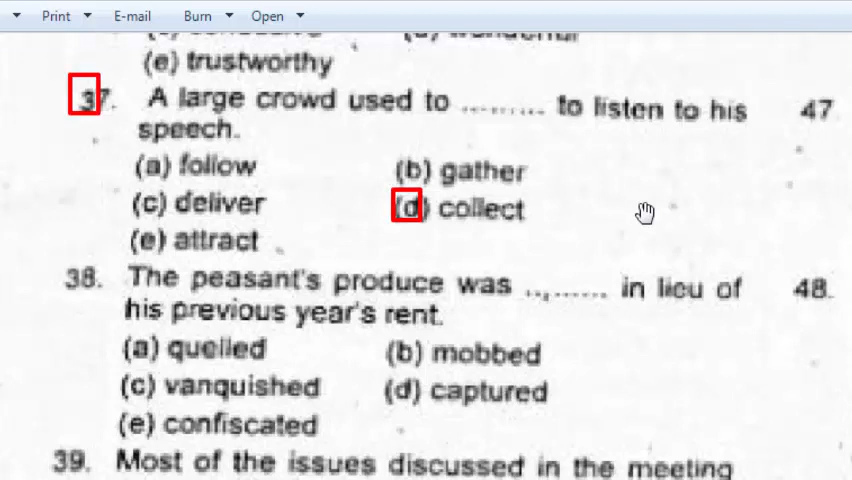 Print E-mail Burn Open
(e) trustworthy
37. A large crowd used to ......... to listen to his 47
speech.
(a) follow (b) gather
(c) deliver (d) collect
(e) attract
38. The peasant's produce was ..,...... in lieu of 48.
his previous year's rent.
(a) quelled (b) mobbed
(c) vanquished (d) captured
(e) confiscated
39. Most of the issues discussed in the meeting